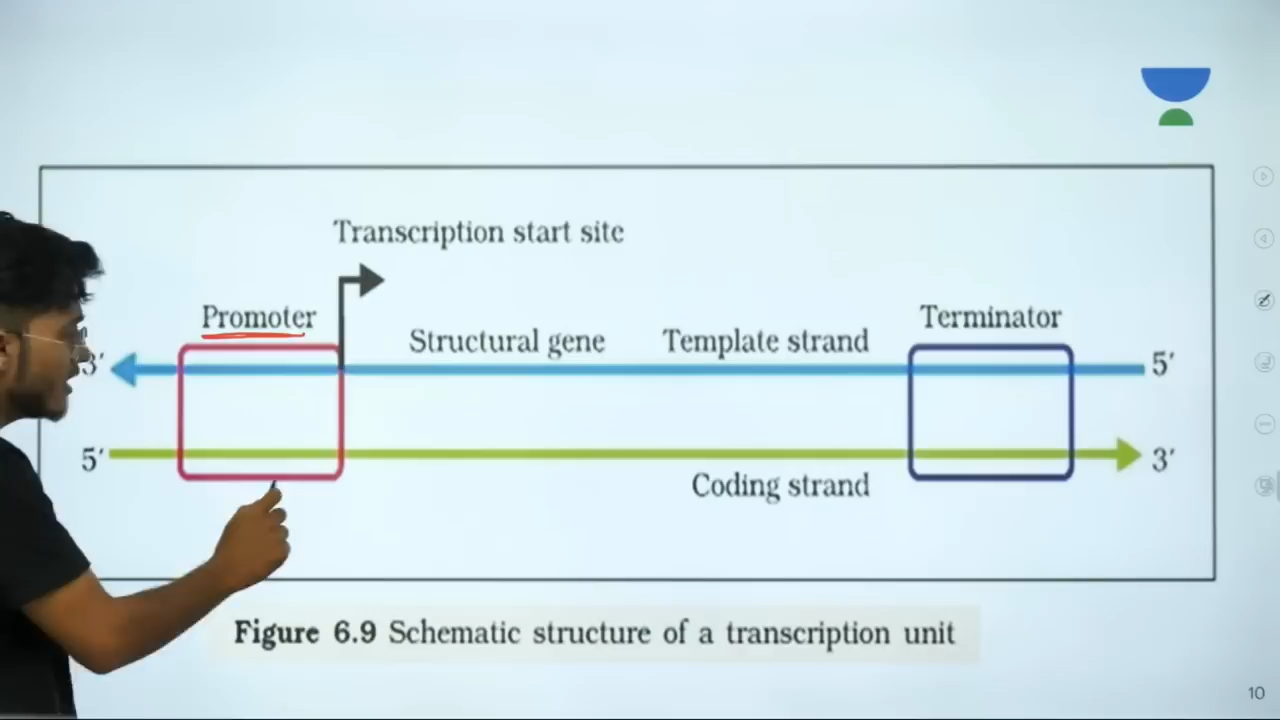 Transcription start site
Promoter
Terminator
Structural gene
Template strand
3′
5′
5′
3′
Coding strand
Figure 6.9 Schematic structure of a transcription unit
10